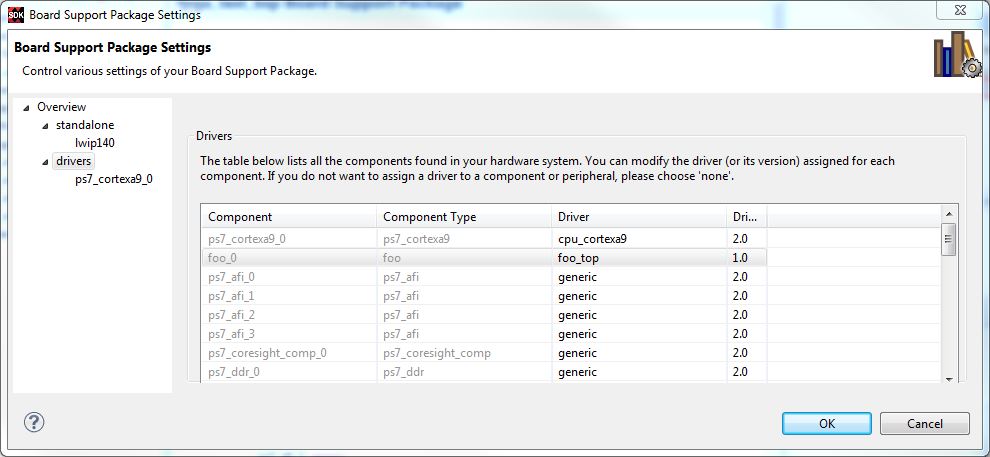 SDK Board Support Package Settings
Board Support Package Settings
Control various settings of your Board Support Package.
Overview
standalone
lwip140
drivers
ps7_cortexa9_0
Drivers
The table below lists all the components found in your hardware system. You can modify the driver (or its version) assigned for each
component. If you do not want to assign a driver to a component or peripheral, please choose 'none'.
Component Component Type Driver Dri...
ps7_cortexa9_0 ps7_cortexa9 cpu_cortexa9 2.0
foo_0 foo foo_top 1.0
ps7_afi_0 ps7_afi generic 2.0
ps7_afi_1 ps7_afi generic 2.0
ps7_afi_2 ps7_afi generic 2.0
ps7_afi_3 ps7_afi generic 2.0
ps7_coresight_comp_0 ps7_coresight_comp generic 2.0
ps7_ddr_0 ps7_ddr generic 2.0
? OK Cancel